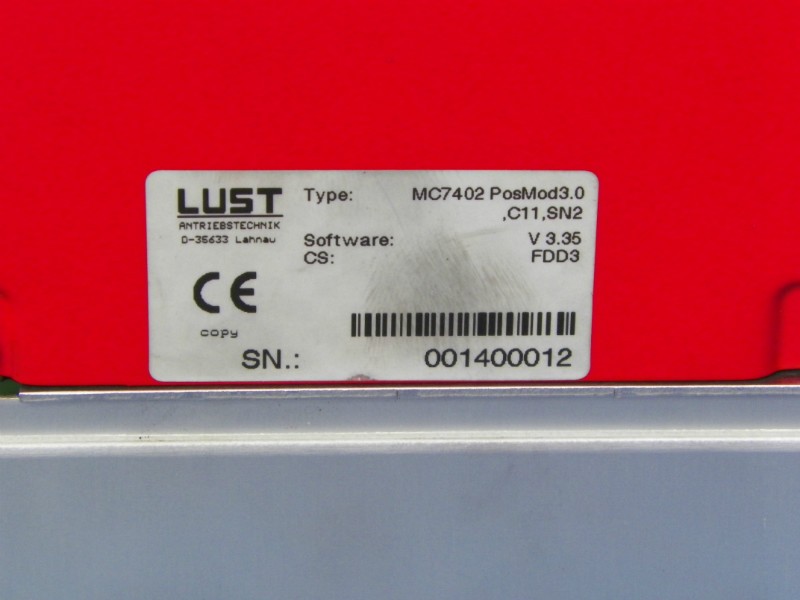 LUST
ANTRIEBSTECHNIK
D-35633 Lahnau
Type: MC7402 PosMod3.0
,C11,SN2
Software: V 3.35
CS: FDD3
CE
copy
SN.: 001400012